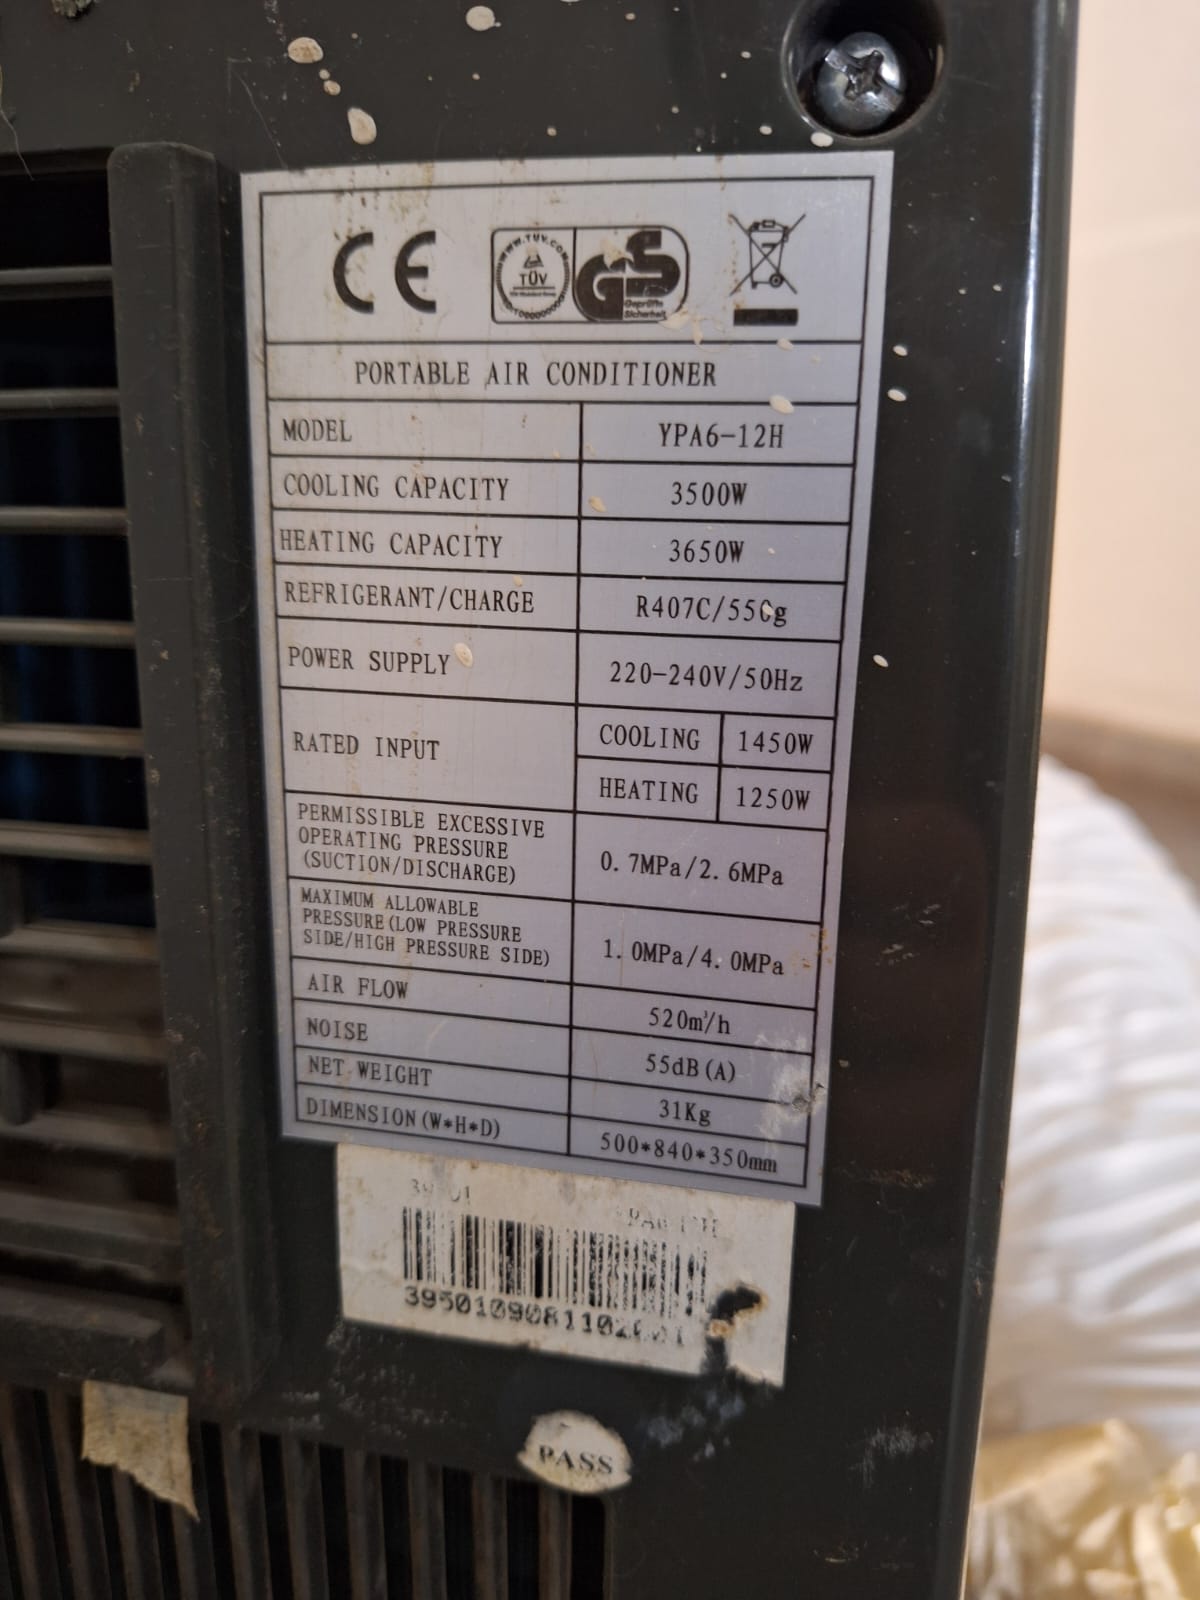 CE
WWW.TUV.COM
TÜV
GS
Geprüfte
Sicherheit
PORTABLE AIR CONDITIONER
MODEL YPA6-12H
COOLING CAPACITY 3500W
HEATING CAPACITY 3650W
REFRIGERANT/CHARGE R407C/550g
POWER SUPPLY 220-240V/50Hz
RATED INPUT COOLING 1450W
HEATING 1250W
PERMISSIBLE EXCESSIVE
OPERATING PRESSURE
(SUCTION/DISCHARGE) 0.7MPa/2.6MPa
MAXIMUM ALLOWABLE
PRESSURE(LOW PRESSURE
SIDE/HIGH PRESSURE SIDE) 1.0MPa/4.0MPa
AIR FLOW 520m³/h
NOISE 55dB(A)
NET WEIGHT 31Kg
DIMENSION(W*H*D) 500*840*350mm
PASS